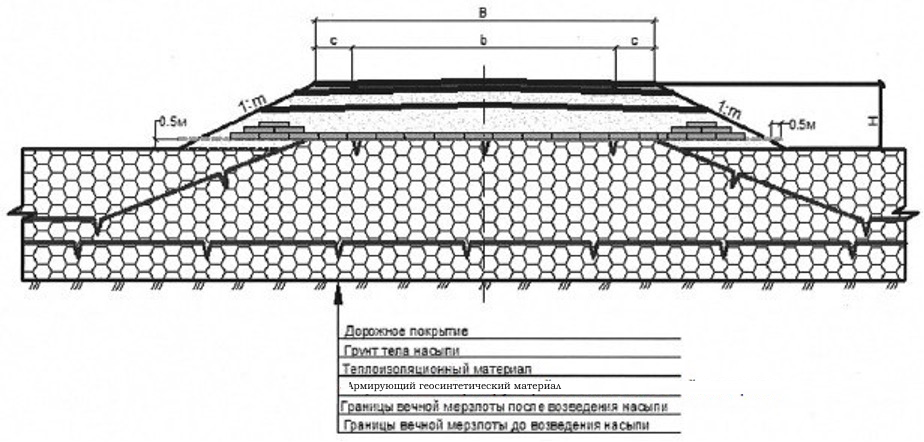 B
c b c
1:m 1:m
0.5м 0.5м
H
Дорожное покрытие
Грунт тела насыпи
Теплоизоляционный материал
Армирующий геосинтетический материал
Границы вечной мерзлоты после возведения насыпи
Границы вечной мерзлоты до возведения насыпи